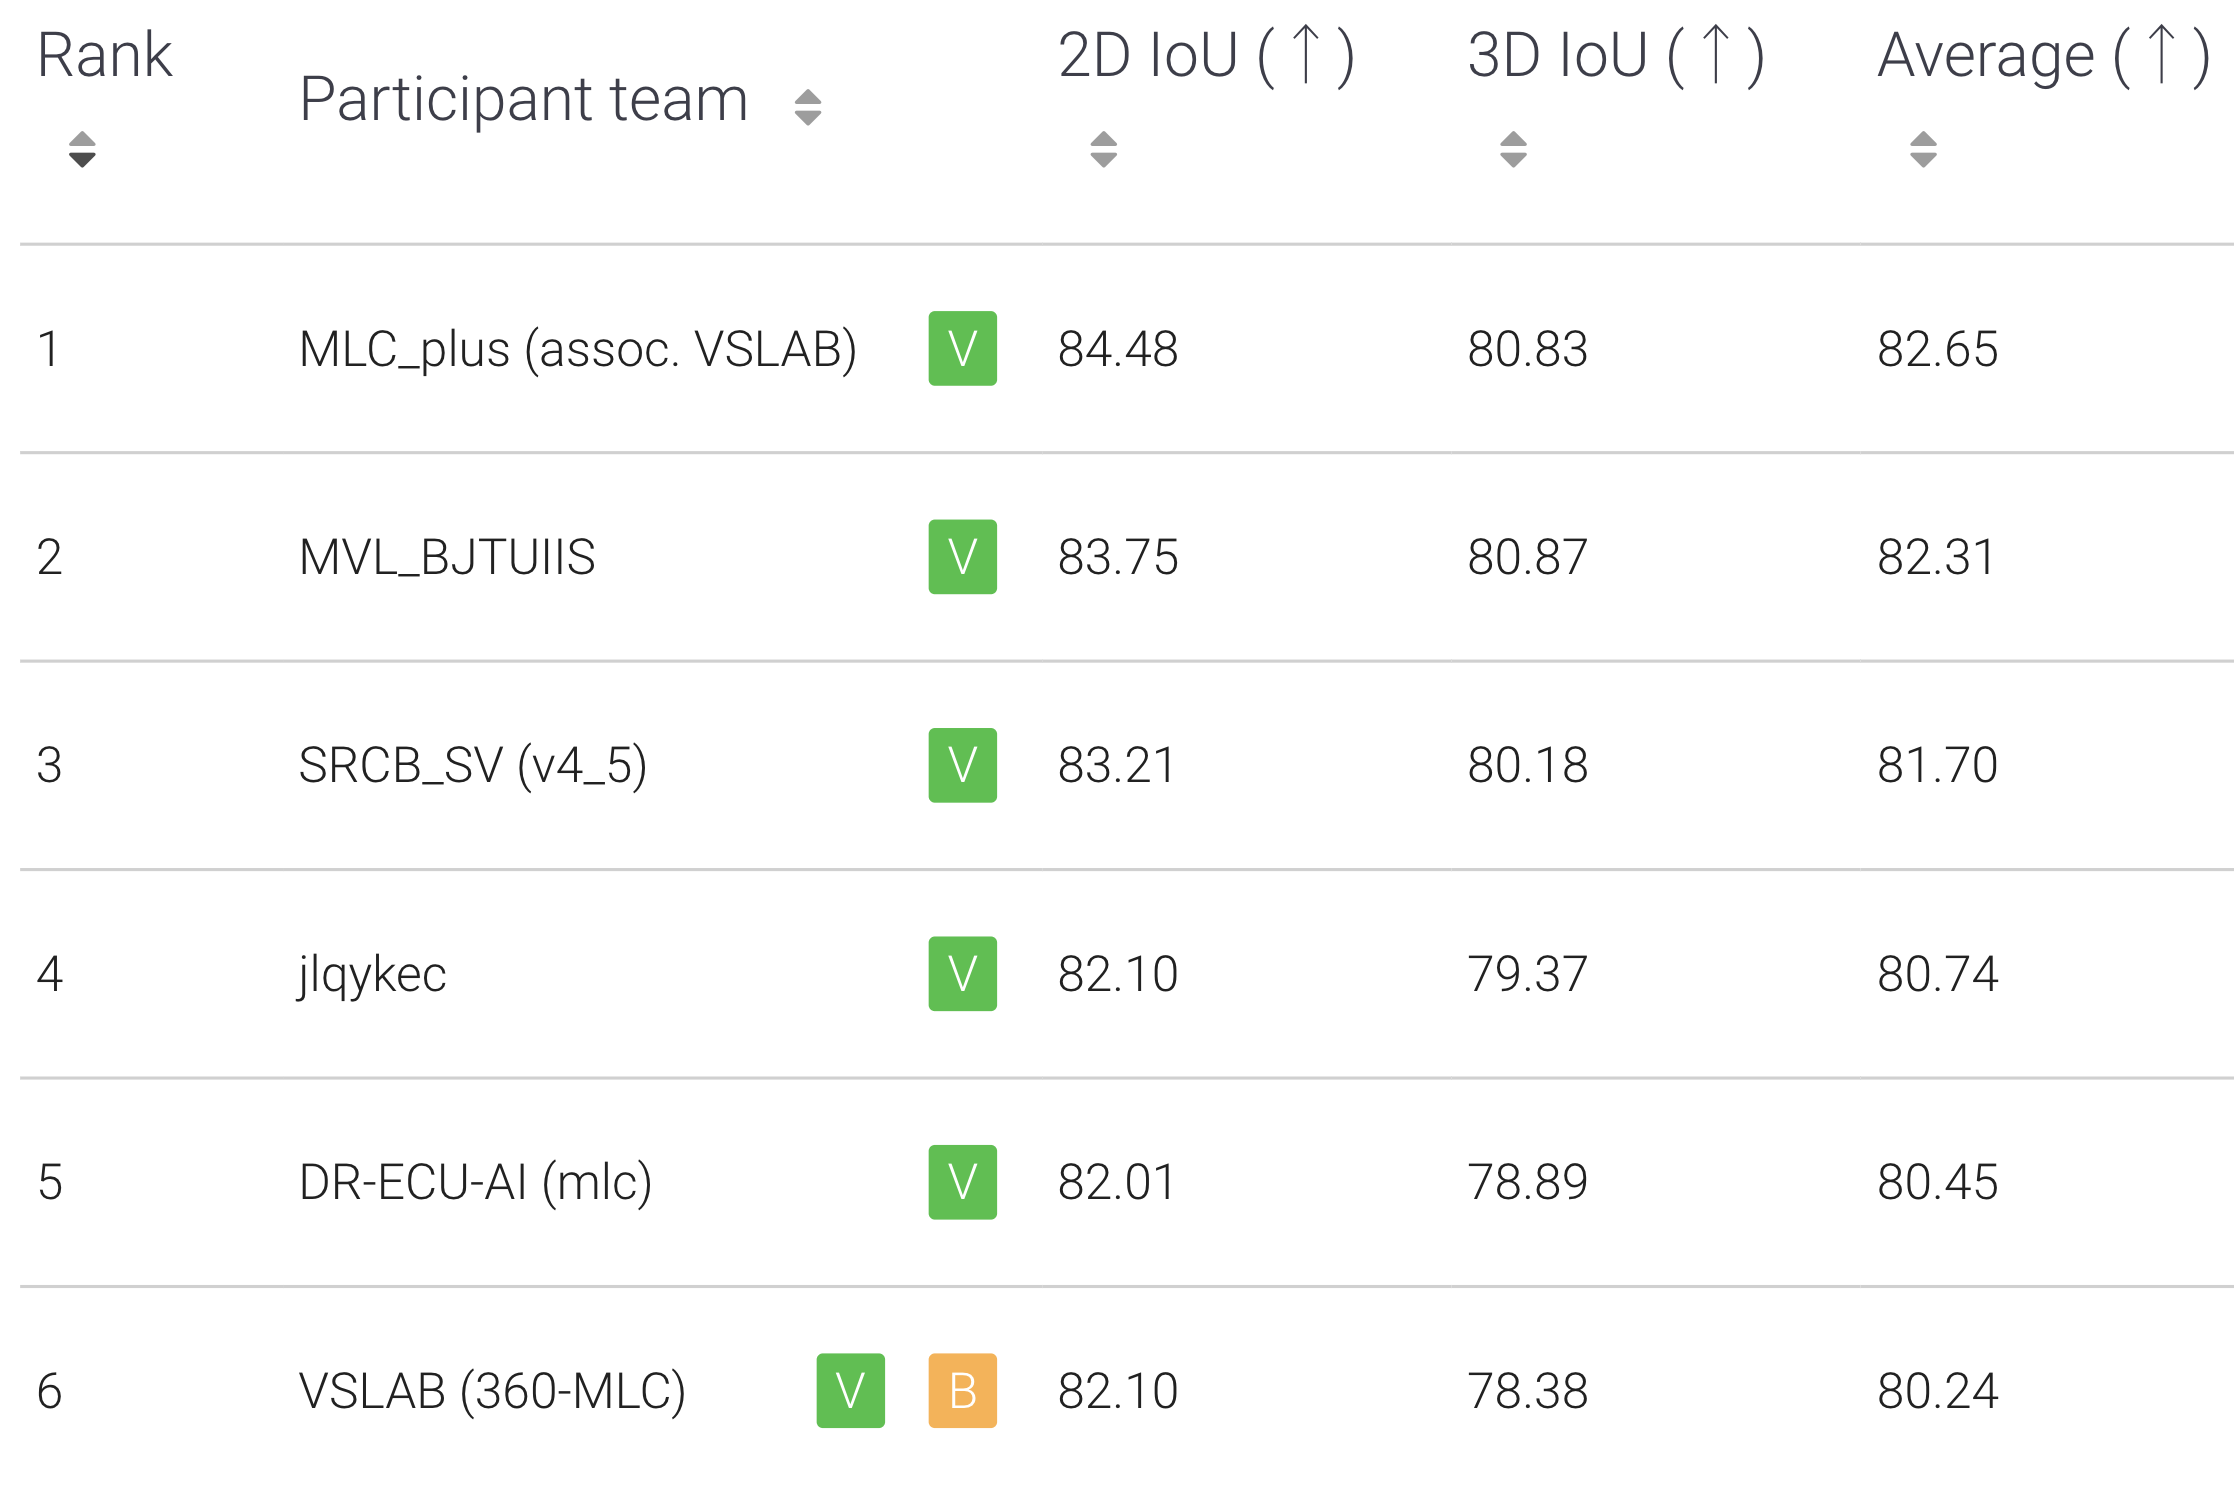 Rank Participant team 2D IoU (↑) 3D IoU (↑) Average (↑)
1 MLC_plus (assoc. VSLAB) V 84.48 80.83 82.65
2 MVL_BJTUIIS V 83.75 80.87 82.31
3 SRCB_SV (v4_5) V 83.21 80.18 81.70
4 jlqykec V 82.10 79.37 80.74
5 DR-ECU-AI (mlc) V 82.01 78.89 80.45
6 VSLAB (360-MLC) V B 82.10 78.38 80.24